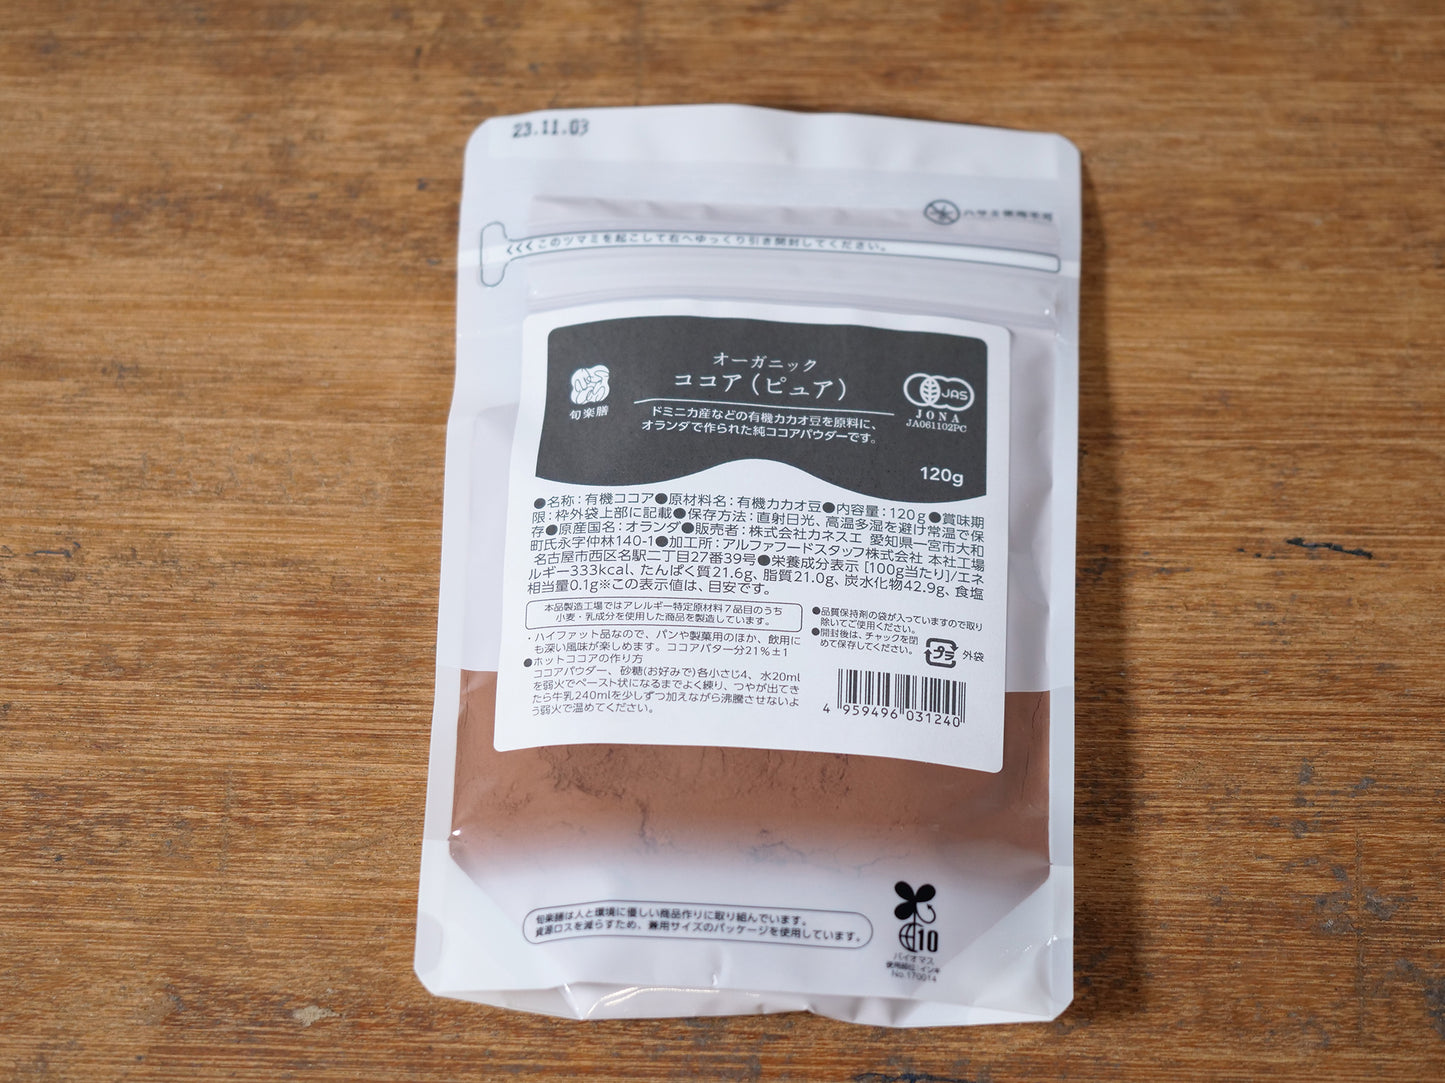 23.11.03
ハサミ使用不可
<<<このツマミを起こして右へゆっくり引き開封してください。
オーガニック
ココア（ピュア）
旬楽膳
JAS
JONA
JA061102PC
ドミニカ産などの有機カカオ豆を原料に、
オランダで作られた純ココアパウダーです。
120g
●名称：有機ココア●原材料名：有機カカオ豆●内容量：120g●賞味期
限：枠外袋上部に記載●保存方法：直射日光、高温多湿を避け常温で保
存●原産国名：オランダ●販売者：株式会社カネスエ 愛知県一宮市大和
町氏永字仲林140-1●加工所：アルファフードスタッフ株式会社 本社工場
名古屋市西区名駅二丁目27番39号●栄養成分表示 [100g当たり]/エネ
ルギー333kcal、たんぱく質21.6g、脂質21.0g、炭水化物42.9g、食塩
相当量0.1g※この表示値は、目安です。
本品製造工場ではアレルギー特定原材料7品目のうち
小麦・乳成分を使用した商品を製造しています。
・ハイファット品なので、パンや製菓用のほか、飲用に
も深い風味が楽しめます。ココアバター分21%±1
●ホットココアの作り方
ココアパウダー、砂糖(お好みで)各小さじ4、水20ml
を弱火でペースト状になるまでよく練り、つやが出てき
たら牛乳240mlを少しずつ加えながら沸騰させないよ
う弱火で温めてください。
●品質保持剤の袋が入っていますので取り
除いてご使用ください。
●開封後は、チャックを閉
めて保存してください。
プラ
外袋
4 959496 031240
旬楽膳は人と環境に優しい商品作りに取り組んでいます。
資源ロスを減らすため、兼用サイズのパッケージを使用しています。
10
バイオマス
No.170014